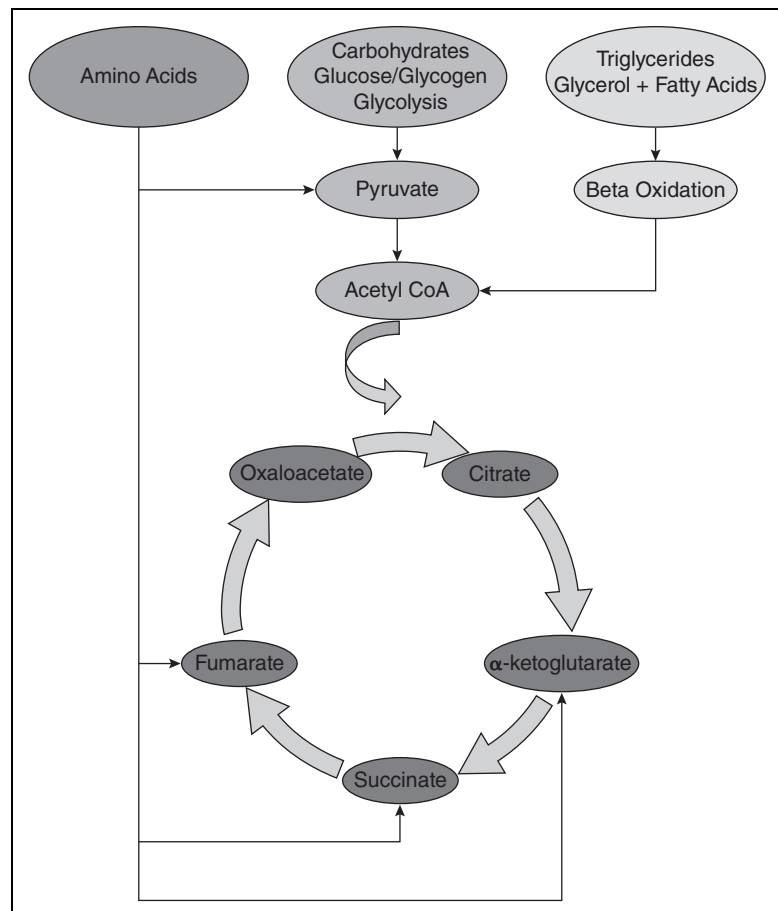 Amino Acids
Carbohydrates
Glucose/Glycogen
Glycolysis
Triglycerides
Glycerol + Fatty Acids
Pyruvate
Beta Oxidation
Acetyl CoA
Oxaloacetate
Citrate
Fumarate
α-ketoglutarate
Succinate